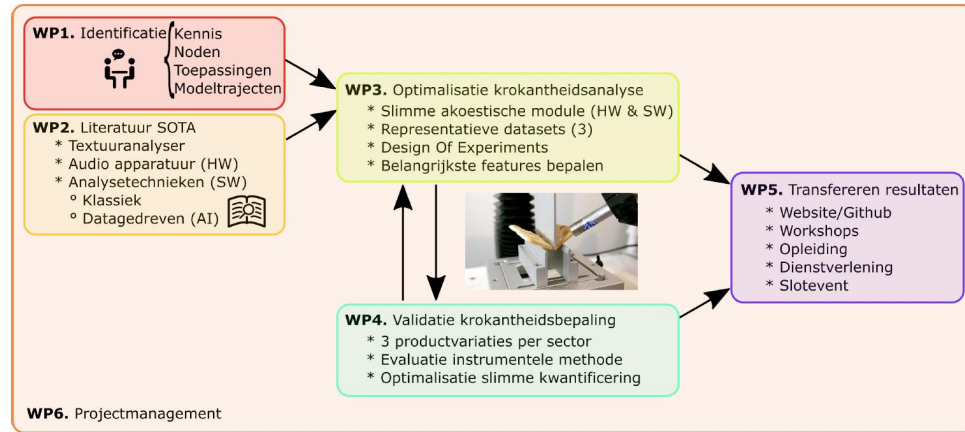 WP1. Identificatie
Kennis
Noden
Toepassingen
Modeltrajecten
WP2. Literatuur SOTA
* Textuuranalyser
* Audio apparatuur (HW)
* Analysetechnieken (SW)
° Klassiek
° Datagedreven (AI)
WP3. Optimalisatie krokantheidsanalyse
* Slimme akoestische module (HW & SW)
* Representatieve datasets (3)
* Design Of Experiments
* Belangrijkste features bepalen
WP4. Validatie krokantheidsbepaling
* 3 productvariaties per sector
* Evaluatie instrumentele methode
* Optimalisatie slimme kwantificering
WP5. Transfereren resultaten
* Website/Github
* Workshops
* Opleiding
* Dienstverlening
* Slotevent
WP6. Projectmanagement